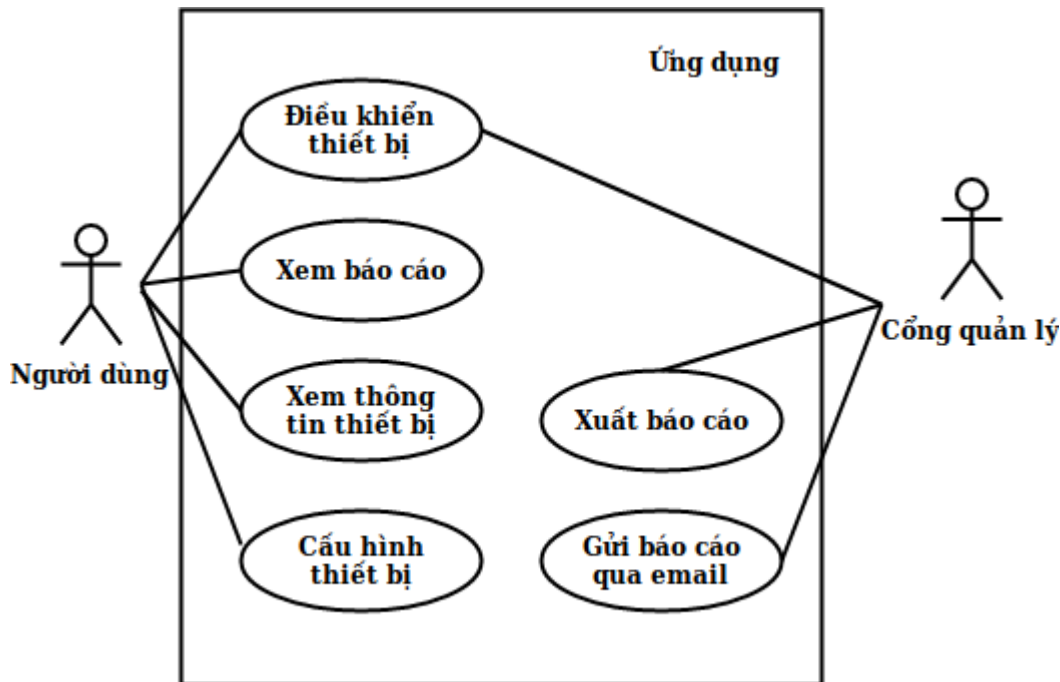 Ứng dụng
Điều khiển
thiết bị
Xem báo cáo
Cổng quản lý
Người dùng
Xem thông
tin thiết bị
Xuất báo cáo
Cấu hình
thiết bị
Gửi báo cáo
qua email